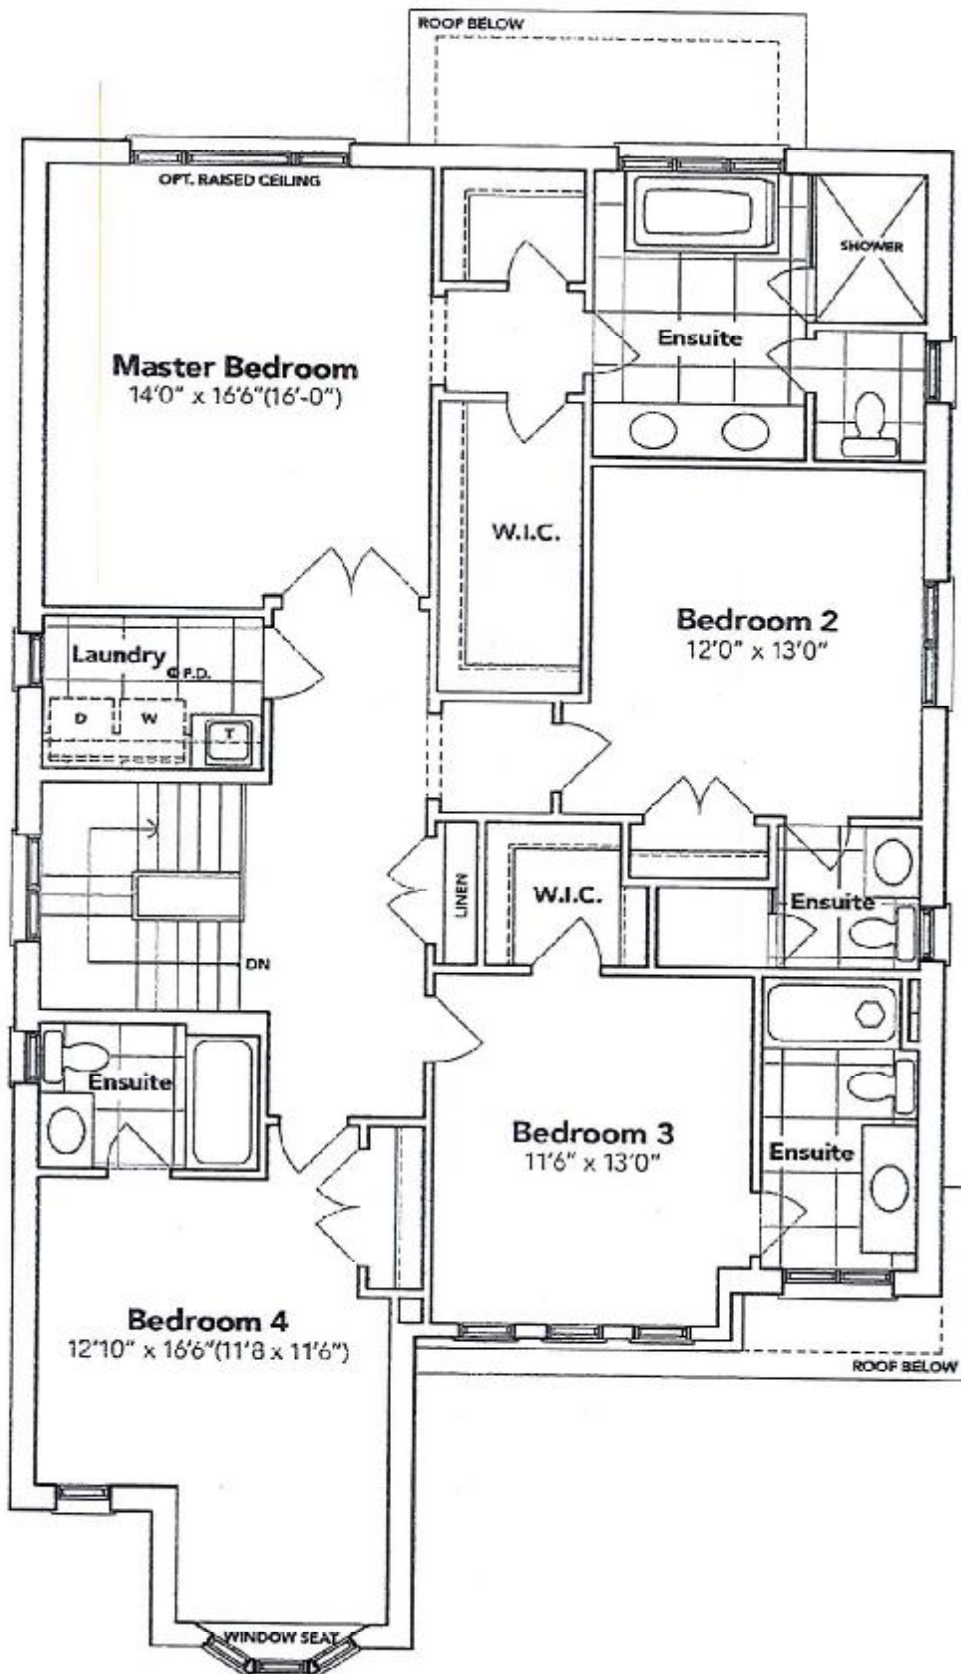 ROOF BELOW
OPT. RAISED CEILING
SHOWER
Ensuite
Master Bedroom
14'0" x 16'6"(16'-0")
W.I.C.
Bedroom 2
12'0" x 13'0"
Laundry
F.D.
D
W
T
LINEN
W.I.C.
Ensuite
DN
Ensuite
Bedroom 3
11'6" x 13'0"
Ensuite
Bedroom 4
12'10" x 16'6"(11'8 x 11'6")
ROOF BELOW
WINDOW SEAT